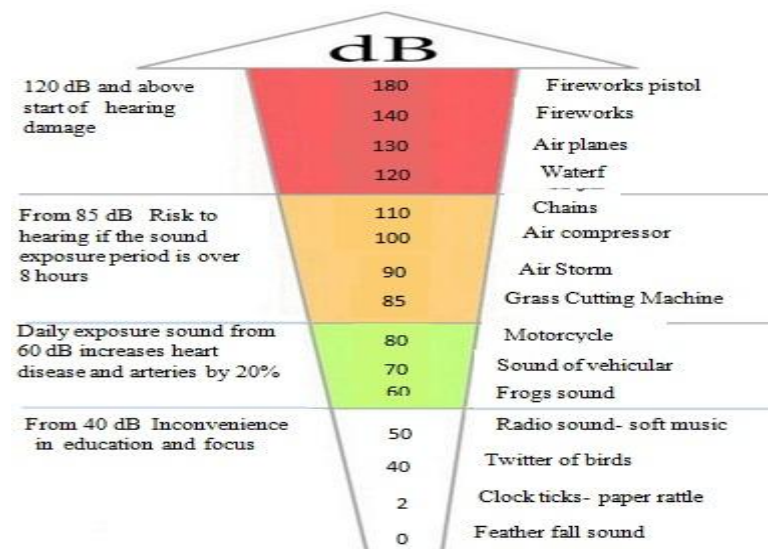 dB
120 dB and above
start of hearing
damage
180
Fireworks pistol
140
Fireworks
130
Air planes
120
Waterf
From 85 dB Risk to
hearing if the sound
exposure period is over
8 hours
110
Chains
100
Air compressor
90
Air Storm
85
Grass Cutting Machine
Daily exposure sound from
60 dB increases heart
disease and arteries by 20%
80
Motorcycle
70
Sound of vehicular
60
Frogs sound
From 40 dB Inconvenience
in education and focus
50
Radio sound- soft music
40
Twitter of birds
2
Clock ticks- paper rattle
0
Feather fall sound